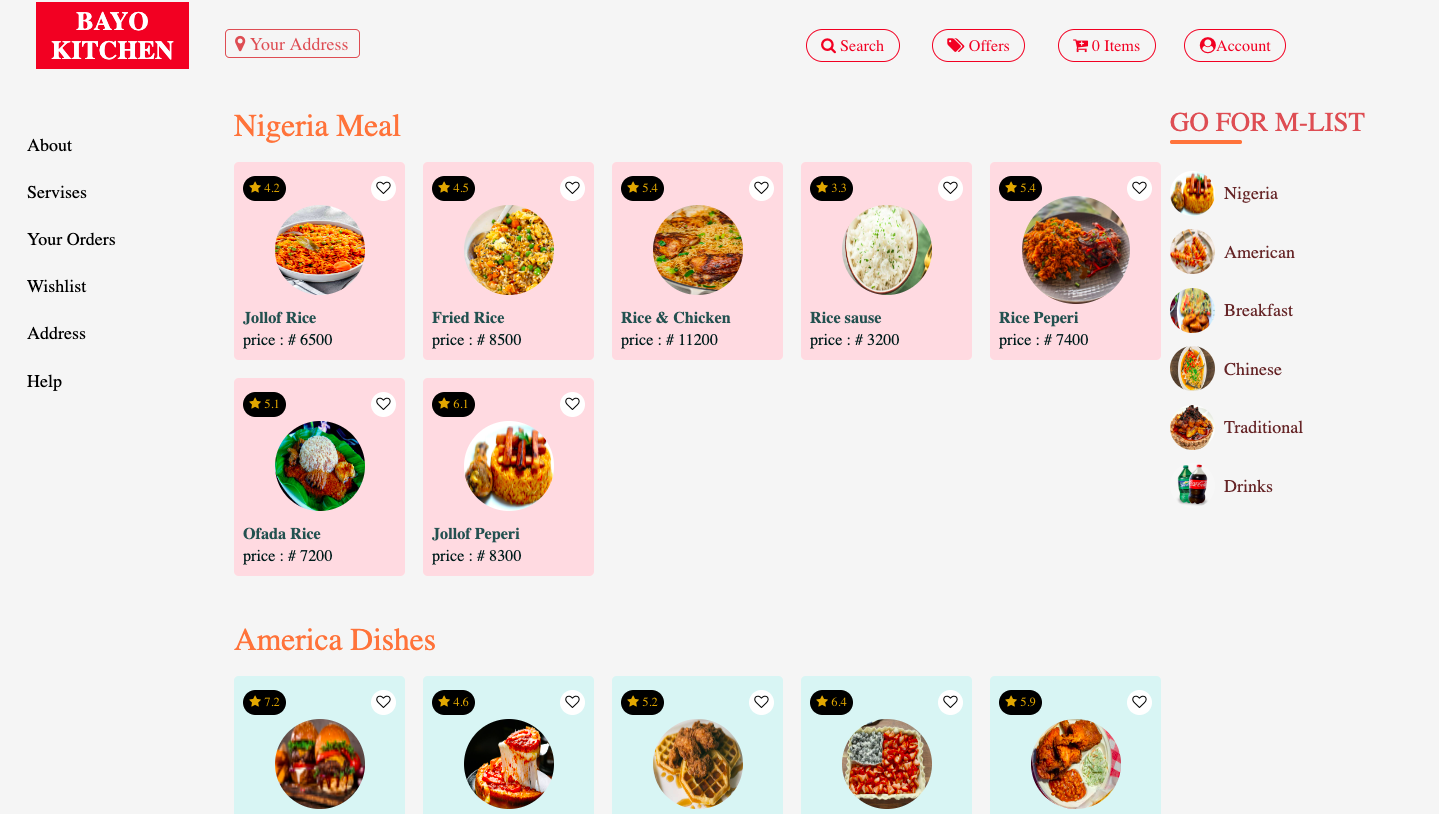 BAYO
KITCHEN
Your Address
Search
Offers
0 Items
Account
About
Servises
Your Orders
Wishlist
Address
Help
Nigeria Meal
4.2
Jollof Rice
price : # 6500
4.5
Fried Rice
price : # 8500
5.4
Rice & Chicken
price : # 11200
3.3
Rice sause
price : # 3200
5.4
Rice Peperi
price : # 7400
5.1
Ofada Rice
price : # 7200
6.1
Jollof Peperi
price : # 8300
America Dishes
7.2
4.6
5.2
6.4
5.9
GO FOR M-LIST
Nigeria
American
Breakfast
Chinese
Traditional
Drinks